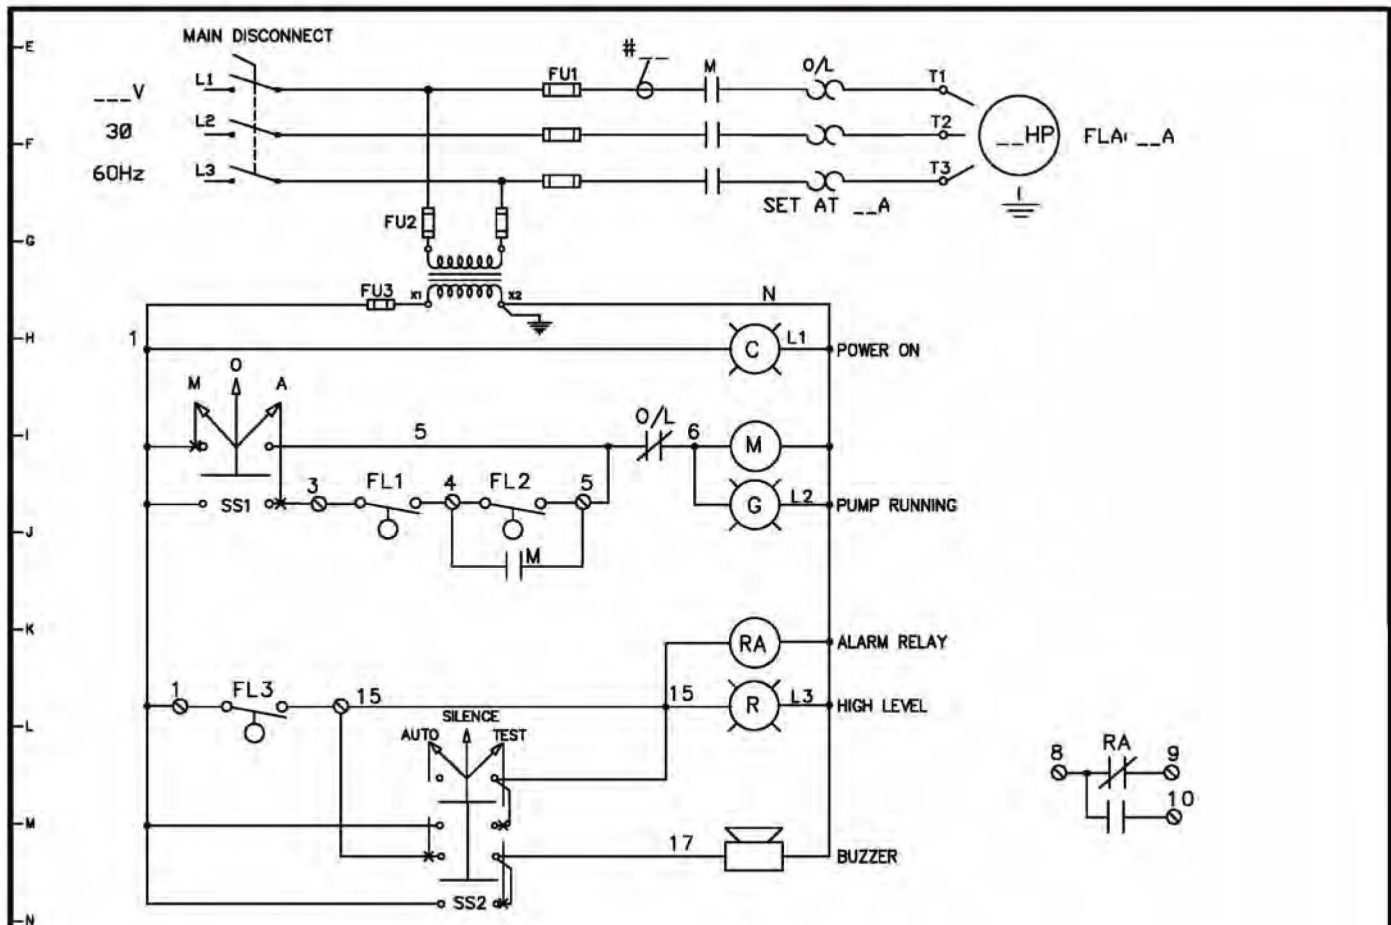 MAIN DISCONNECT
E
# __
FU1
M
O/L
T1
L1
___V
L2
T2
30
__HP
FLA: __A
F
L3
T3
60Hz
SET AT __A
FU2
G
FU3
X1
X2
N
H
1
C
L1
POWER ON
M
O
A
5
O/L
6
M
I
3
FL1
4
FL2
5
SS1
G
L2
PUMP RUNNING
J
M
K
RA
ALARM RELAY
1
FL3
15
15
R
L3
HIGH LEVEL
L
SILENCE
AUTO
TEST
8
RA
9
10
M
17
BUZZER
SS2
N